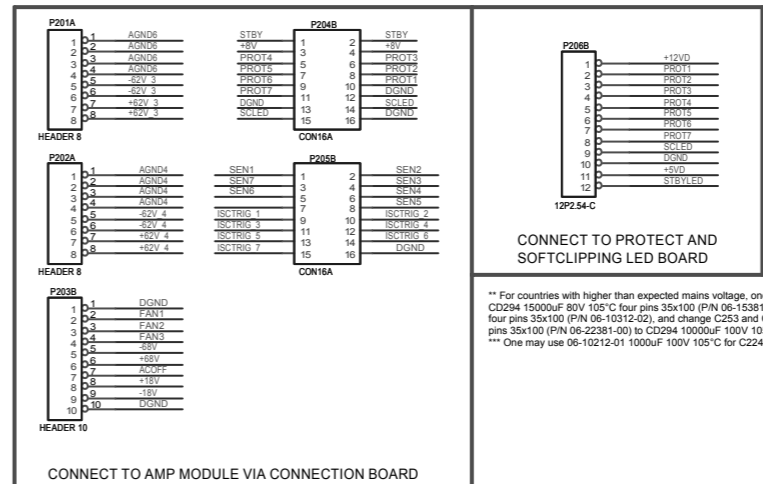 P201A
1 1 AGND6
2 2 AGND6
3 3 AGND6
4 4 AGND6
5 5 -62V_3
6 6 -62V_3
7 7 +62V_3
8 8 +62V_3
HEADER 8
P204B
STBY 1 2 STBY
+8V 3 4 +8V
PROT4 5 6 PROT3
PROT5 7 8 PROT2
PROT6 9 10 PROT1
PROT7 11 12 DGND
DGND 13 14 SCLED
SCLED 15 16 DGND
CON16A
P202A
1 1 AGND4
2 2 AGND4
3 3 AGND4
4 4 AGND4
5 5 -62V_4
6 6 -62V_4
7 7 +62V_4
8 8 +62V_4
HEADER 8
P205B
SEN1 1 2 SEN2
SEN7 3 4 SEN3
SEN6 5 6 SEN4
7 8 SEN5
ISCTRIG_1 9 10 ISCTRIG_2
ISCTRIG_3 11 12 ISCTRIG_4
ISCTRIG_5 13 14 ISCTRIG_6
ISCTRIG_7 15 16 DGND
CON16A
P203B
1 1 DGND
2 2 FAN1
3 3 FAN2
4 4 FAN3
5 5 -68V
6 6 +68V
7 7 ACOFF
8 8 +18V
9 9 -18V
10 10 DGND
HEADER 10
CONNECT TO AMP MODULE VIA CONNECTION BOARD
P206B
1 +12VD
2 PROT1
3 PROT2
4 PROT3
5 PROT4
6 PROT5
7 PROT6
8 PROT7
9 SCLED
10 DGND
11 +5VD
12 STBYLED
12P2.54-C
CONNECT TO PROTECT AND
SOFTCLIPPING LED BOARD
** For countries with higher than expected mains voltage, on
CD294 15000uF 80V 105°C four pins 35x100 (P/N 06-15381
four pins 35x100 (P/N 06-10312-02), and change C253 and
pins 35x100 (P/N 06-22381-00) to CD294 10000uF 100V 10
*** One may use 06-10212-01 1000uF 100V 105°C for C224